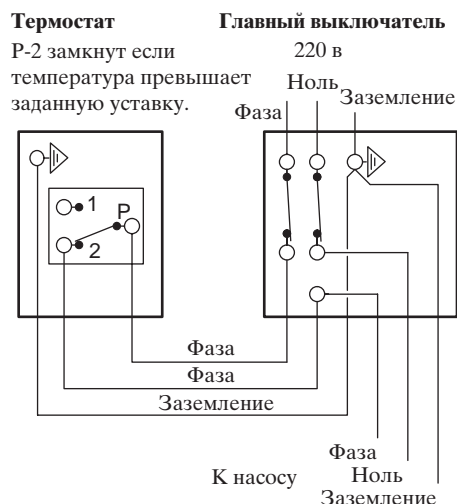 Термостат
Р-2 замкнут если
температура превышает
заданную уставку.
Главный выключатель
220 в
Ноль
Заземление
Фаза
1
P
2
Фаза
Фаза
Заземление
Фаза
К насосу
Ноль
Заземление